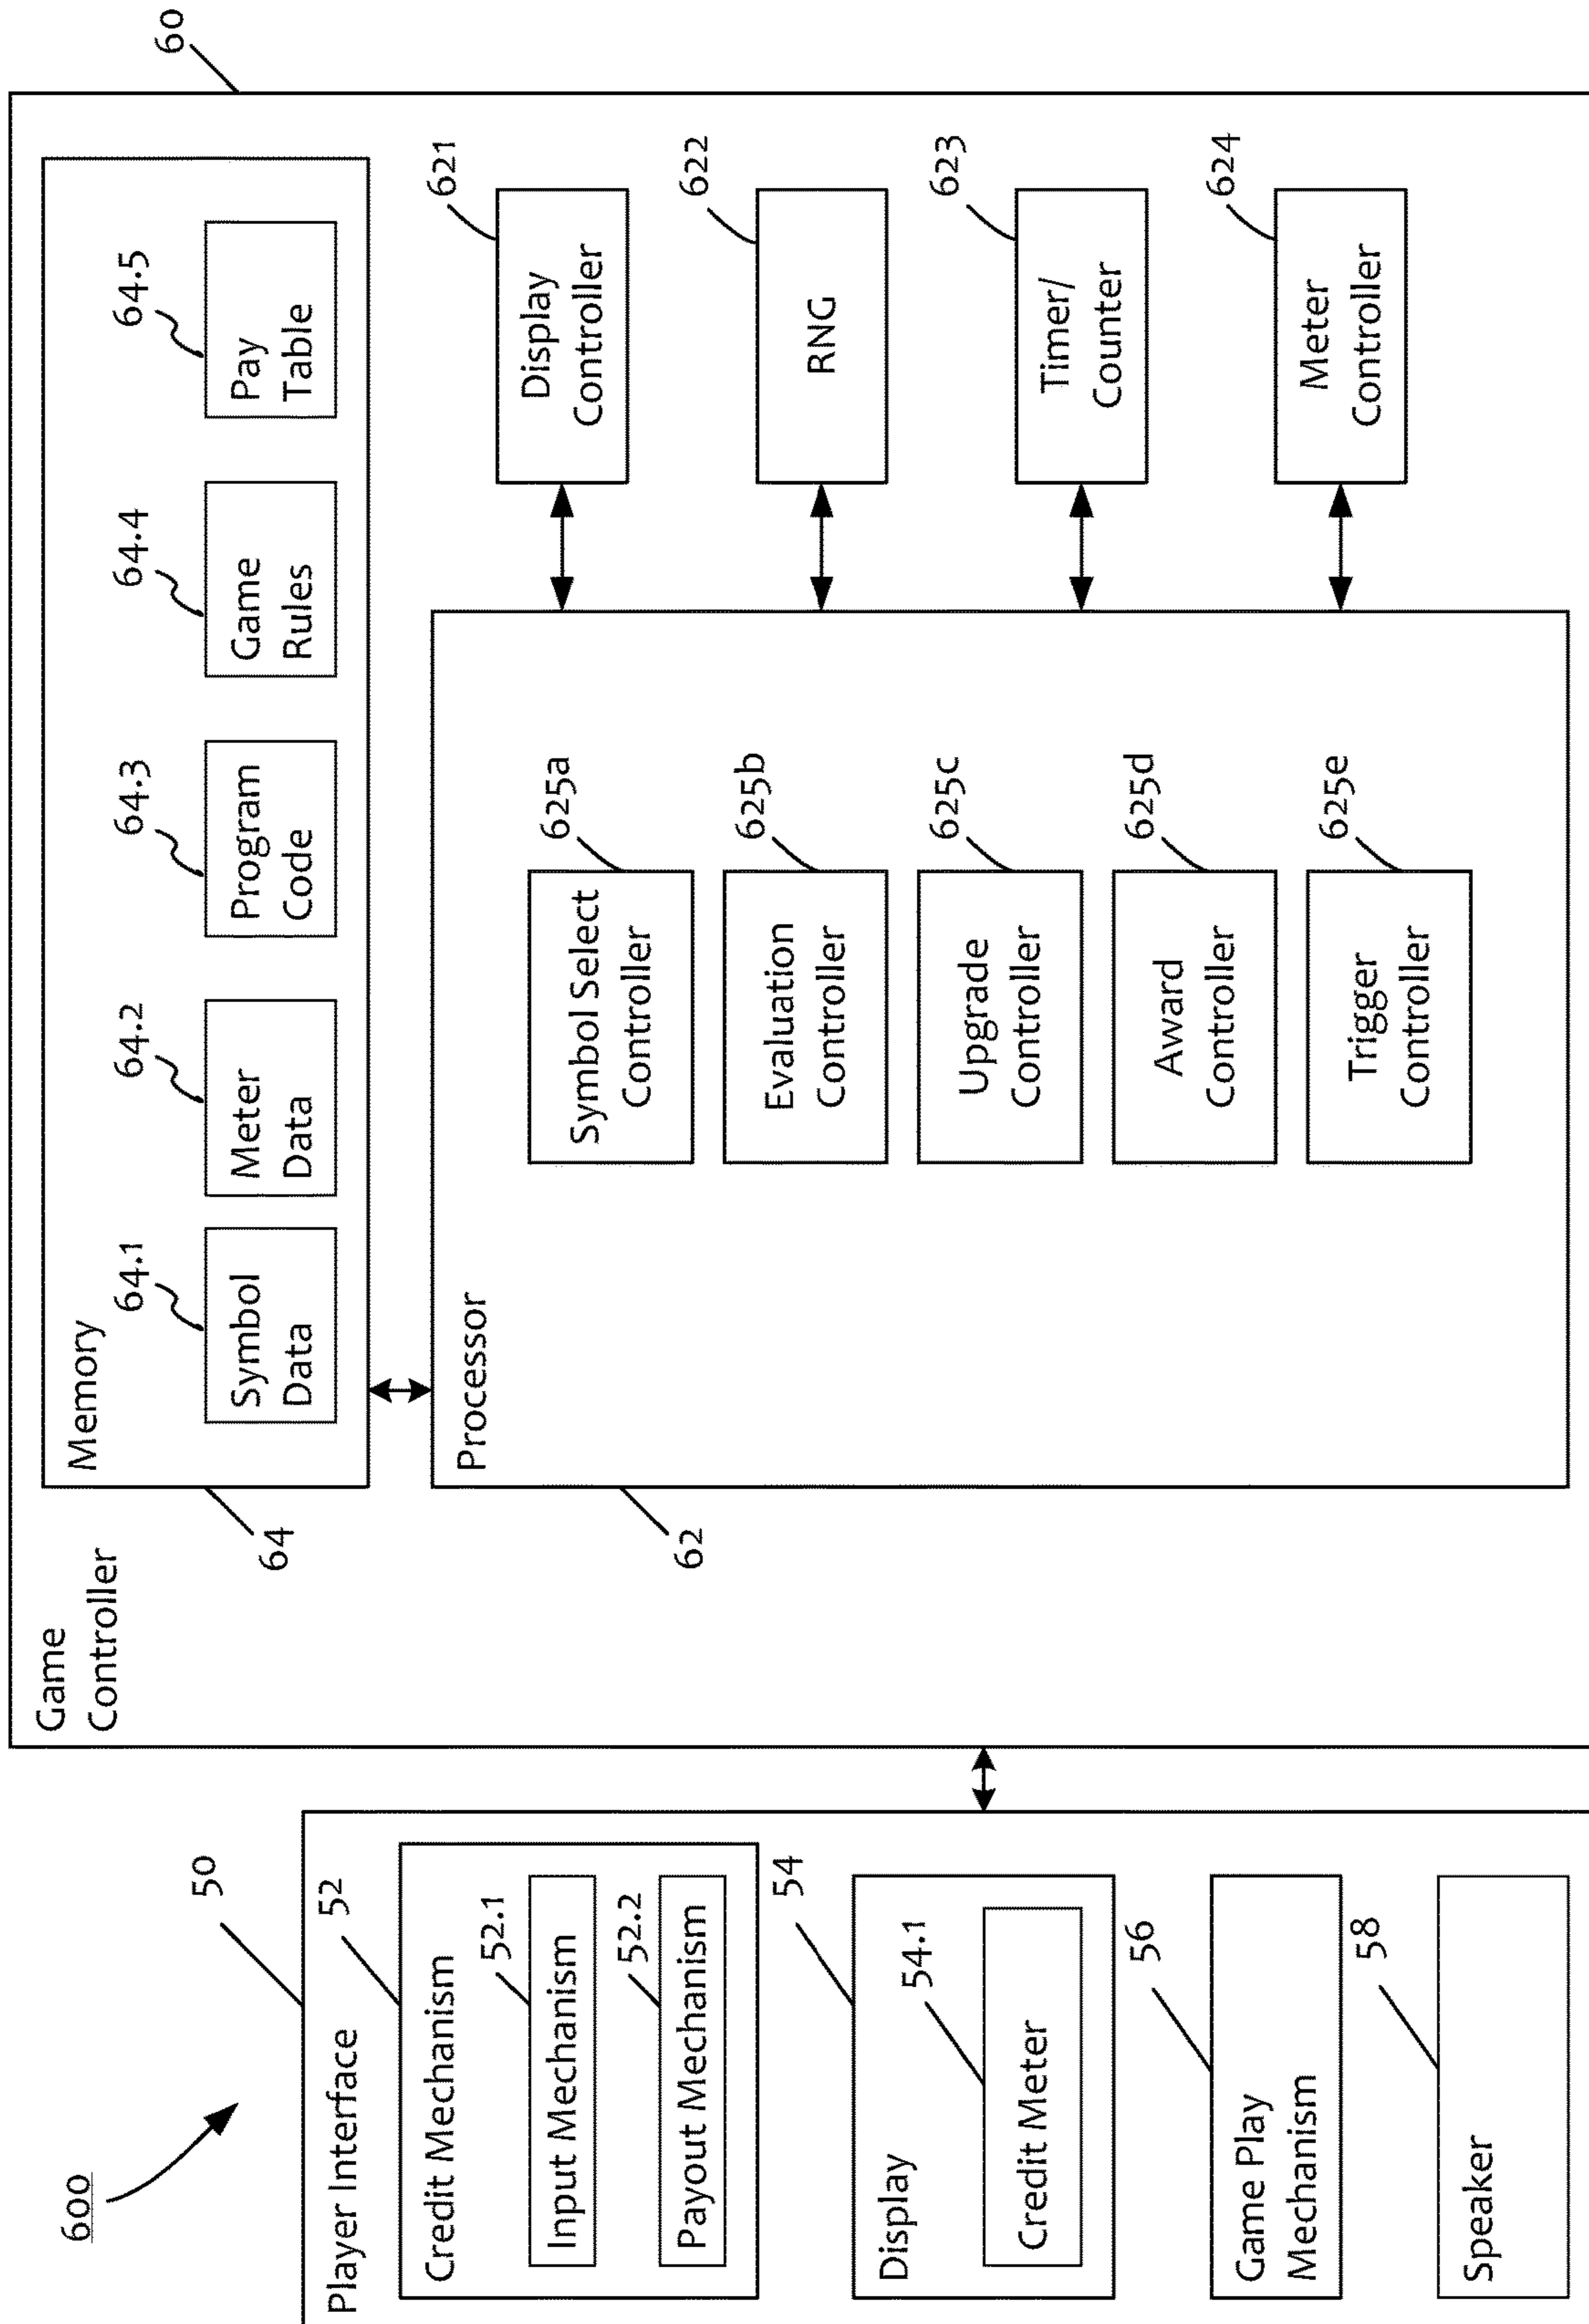 600
50
Player Interface
52
Credit Mechanism
52.1
Input Mechanism
52.2
Payout Mechanism
54
Display
54.1
Credit Meter
56
Game Play
Mechanism
58
Speaker
60
Game
Controller
64
Memory
64.1
Symbol
Data
64.2
Meter
Data
64.3
Program
Code
64.4
Game
Rules
64.5
Pay
Table
62
Processor
625a
Symbol Select
Controller
625b
Evaluation
Controller
625c
Upgrade
Controller
625d
Award
Controller
625e
Trigger
Controller
621
Display
Controller
622
RNG
623
Timer/
Counter
624
Meter
Controller